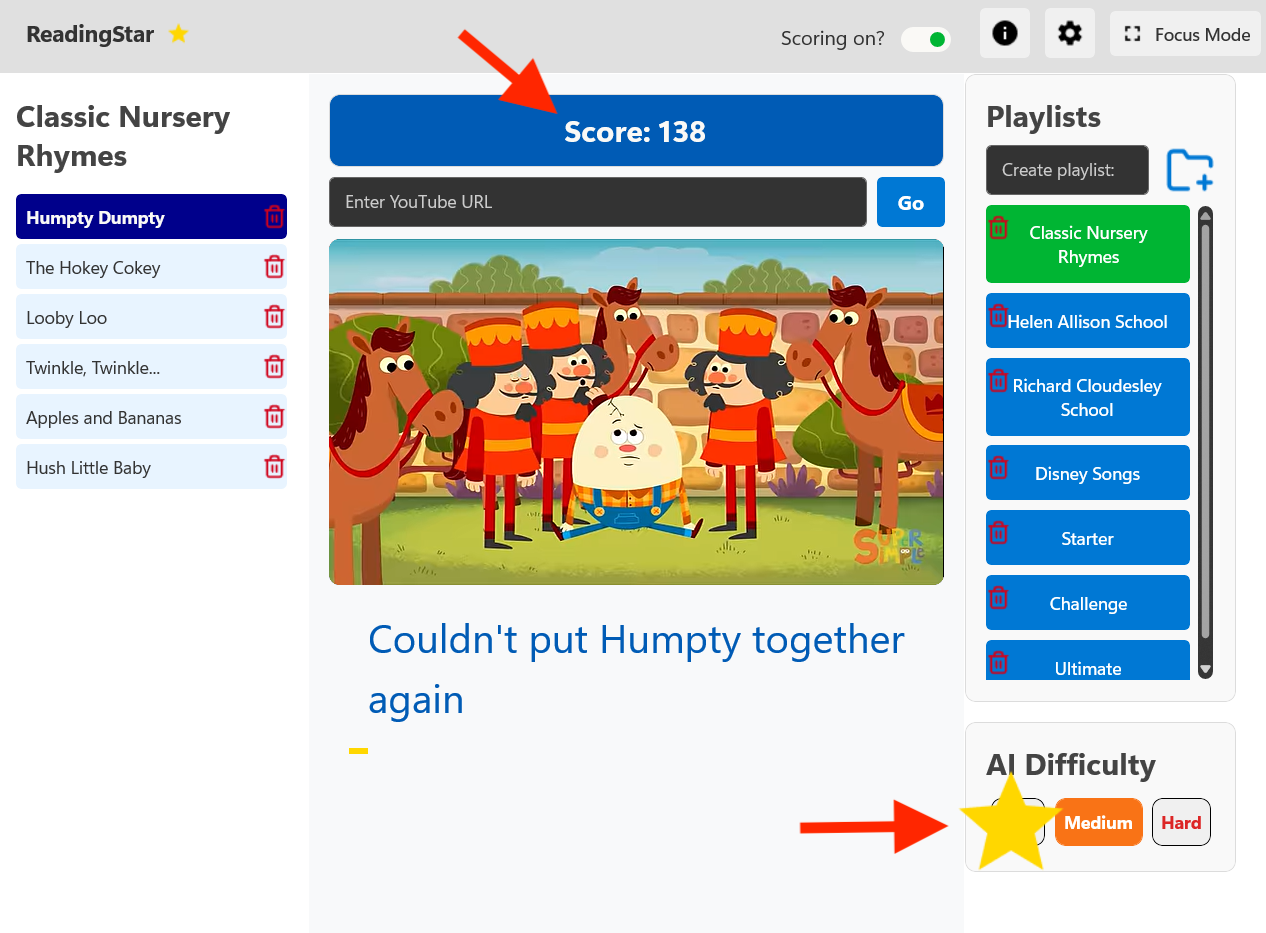 ReadingStar
Scoring on?
Focus Mode
Classic Nursery
Rhymes
Humpty Dumpty
The Hokey Cokey
Looby Loo
Twinkle, Twinkle...
Apples and Bananas
Hush Little Baby
Score: 138
Enter YouTube URL
Go
SUPER
SIMPLE
Couldn't put Humpty together
again
Playlists
Create playlist:
Classic Nursery
Rhymes
Helen Allison School
Richard Cloudesley
School
Disney Songs
Starter
Challenge
Ultimate
AI Difficulty
Medium
Hard